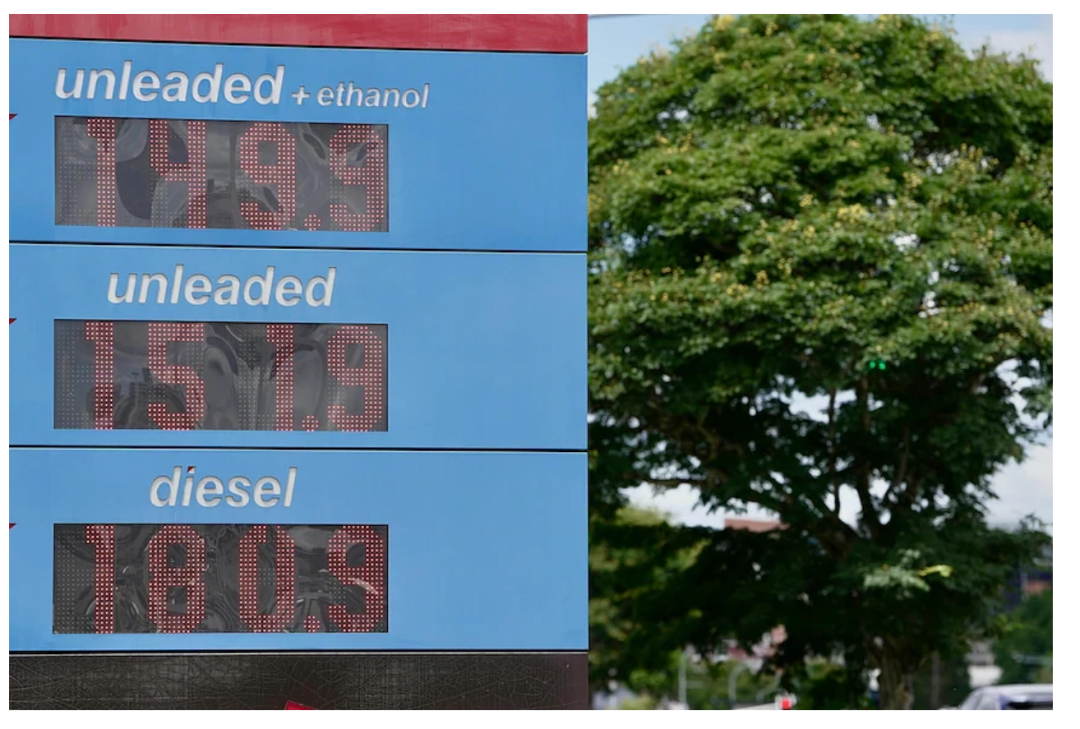 unleaded + ethanol
149.9
unleaded
151.9
diesel
180.9